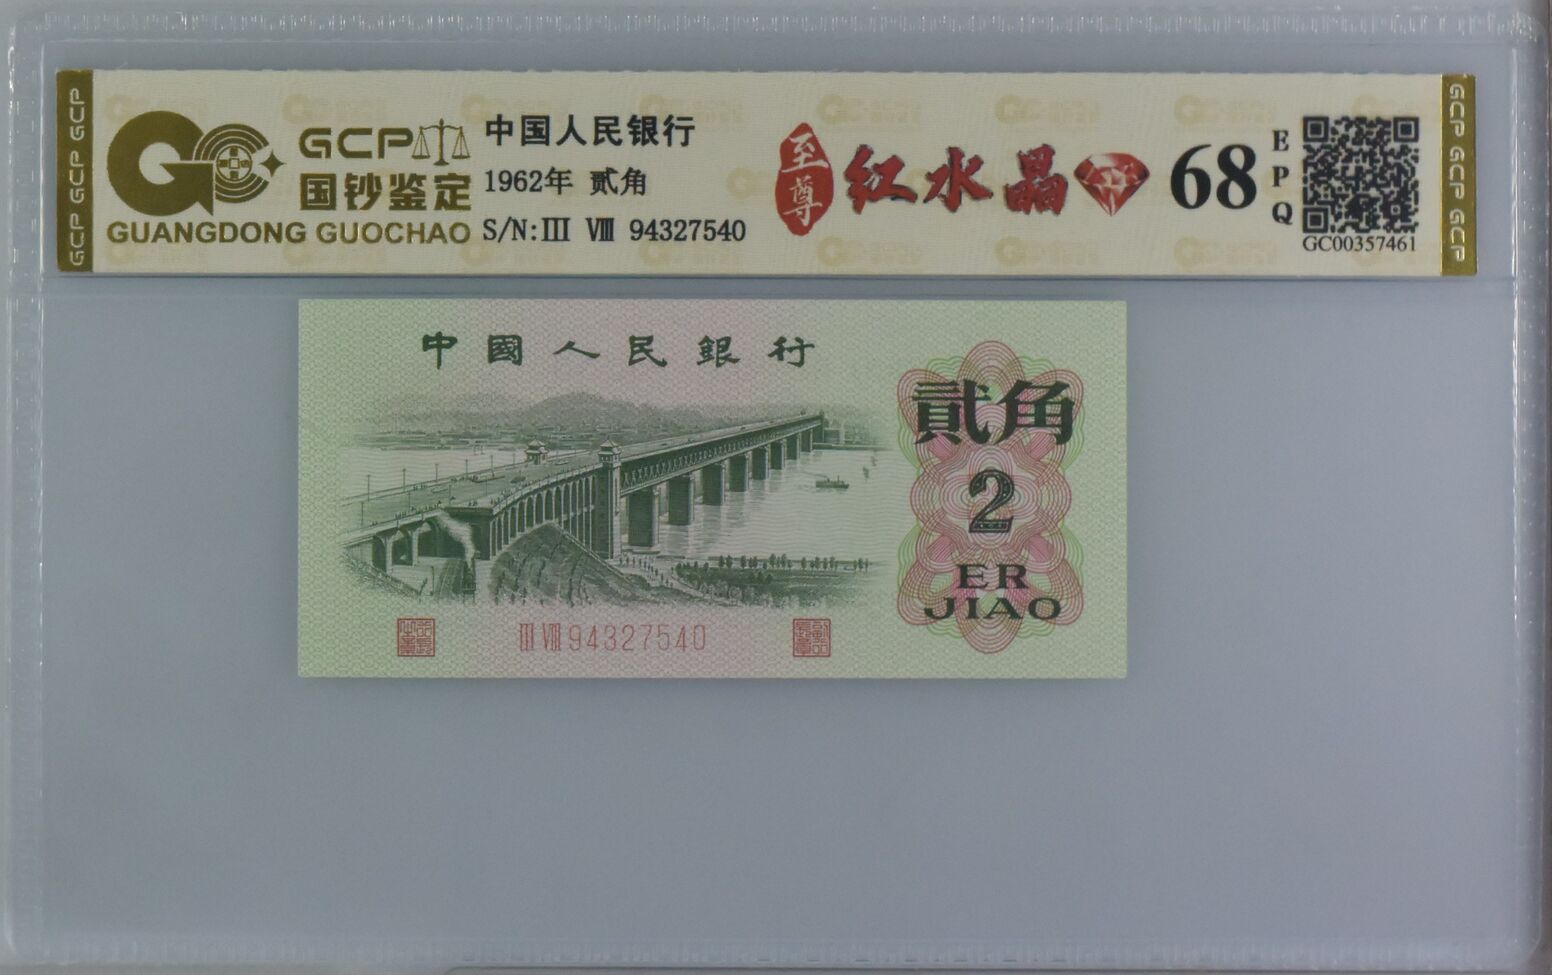 GCP GCP GCP
GCP
国钞鉴定
GUANGDONG GUOCHAO
中国人民银行
1962年 贰角
S/N:III VIII 94327540
至尊
红水晶
68
EPQ
GC00357461
GCP GCP GCP
中國人民銀行
貳角
2
ER
JIAO
III VIII 94327540